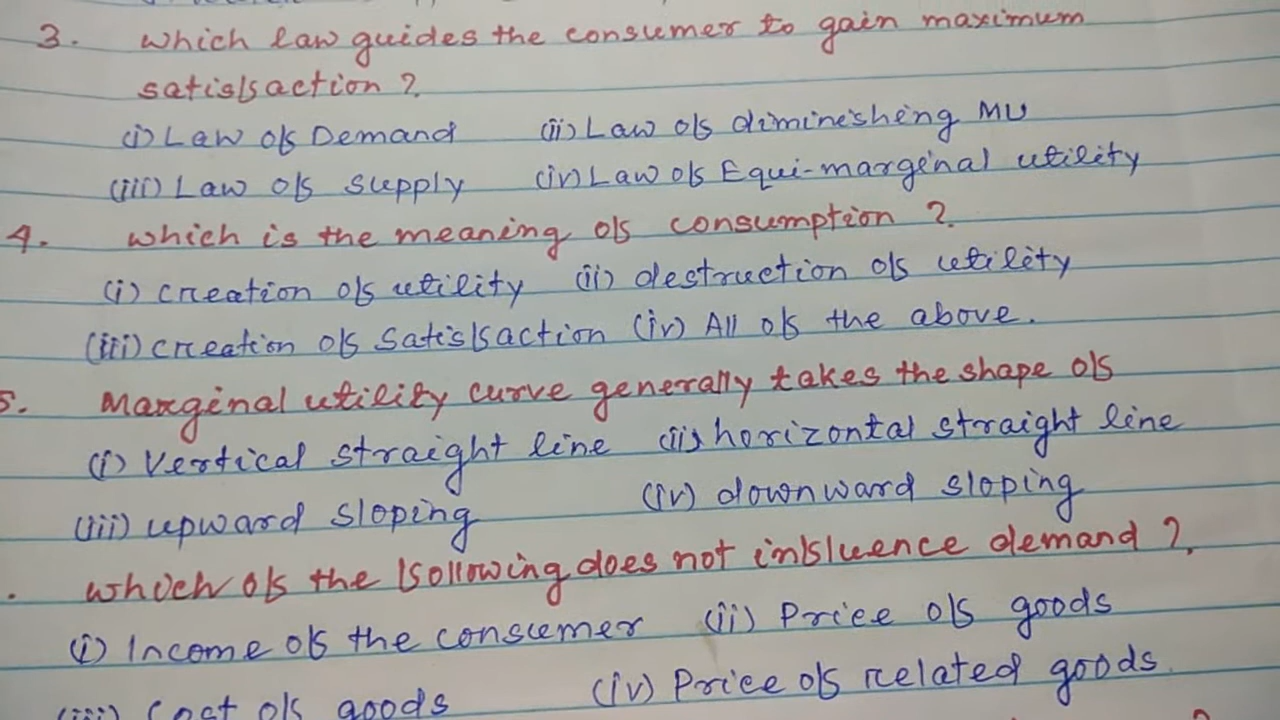 3. Which law guides the consumer to gain maximum
satisfaction ?
(i) Law of Demand (ii) Law of diminishing MU
(iii) Law of supply (iv) Law of Equi-marginal utility
4. Which is the meaning of consumption ?
(i) creation of utility (ii) destruction of utility
(iii) creation of satisfaction (iv) All of the above.
5. Marginal utility curve generally takes the shape of
(i) Vertical straight line (ii) horizontal straight line
(iii) upward sloping (iv) downward sloping
. Which of the following does not influence demand ?
(i) Income of the consumer (ii) Price of goods
(iii) Cost of goods (iv) Price of related goods.